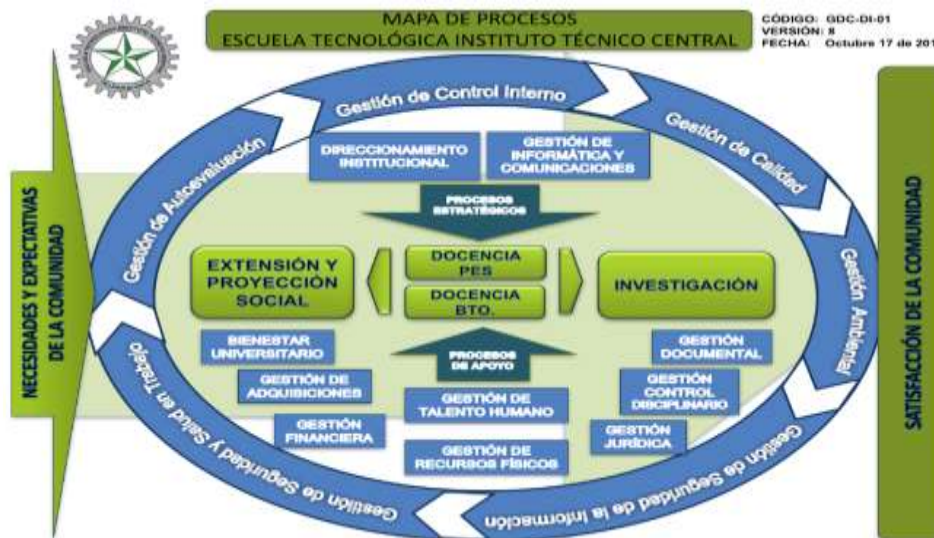 MAPA DE PROCESOS
ESCUELA TECNOLÓGICA INSTITUTO TÉCNICO CENTRAL
CÓDIGO: GDC-DI-01
VERSIÓN: 8
FECHA: Octubre 17 de 201
NECESIDADES Y EXPECTATIVAS
DE LA COMUNIDAD
Gestión de Autoevaluación
Gestión de Control Interno
Gestión de Calidad
Gestión Ambiental
Gestión de Seguridad de la Información
Gestión de Seguridad y Salud en Trabajo
DIRECCIONAMIENTO
INSTITUCIONAL
GESTIÓN DE
INFORMÁTICA Y
COMUNICACIONES
PROCESOS
ESTRATÉGICOS
EXTENSIÓN Y
PROYECCIÓN
SOCIAL
DOCENCIA
PES
DOCENCIA
BTO.
INVESTIGACIÓN
PROCESOS
DE APOYO
BIENESTAR
UNIVERSITARIO
GESTIÓN DE
ADQUISICIONES
GESTIÓN
FINANCIERA
GESTIÓN DE
TALENTO HUMANO
GESTIÓN DE
RECURSOS FÍSICOS
GESTIÓN
DOCUMENTAL
GESTIÓN
CONTROL
DISCIPLINARIO
GESTIÓN
JURÍDICA
SATISFACCIÓN DE LA COMUNIDAD